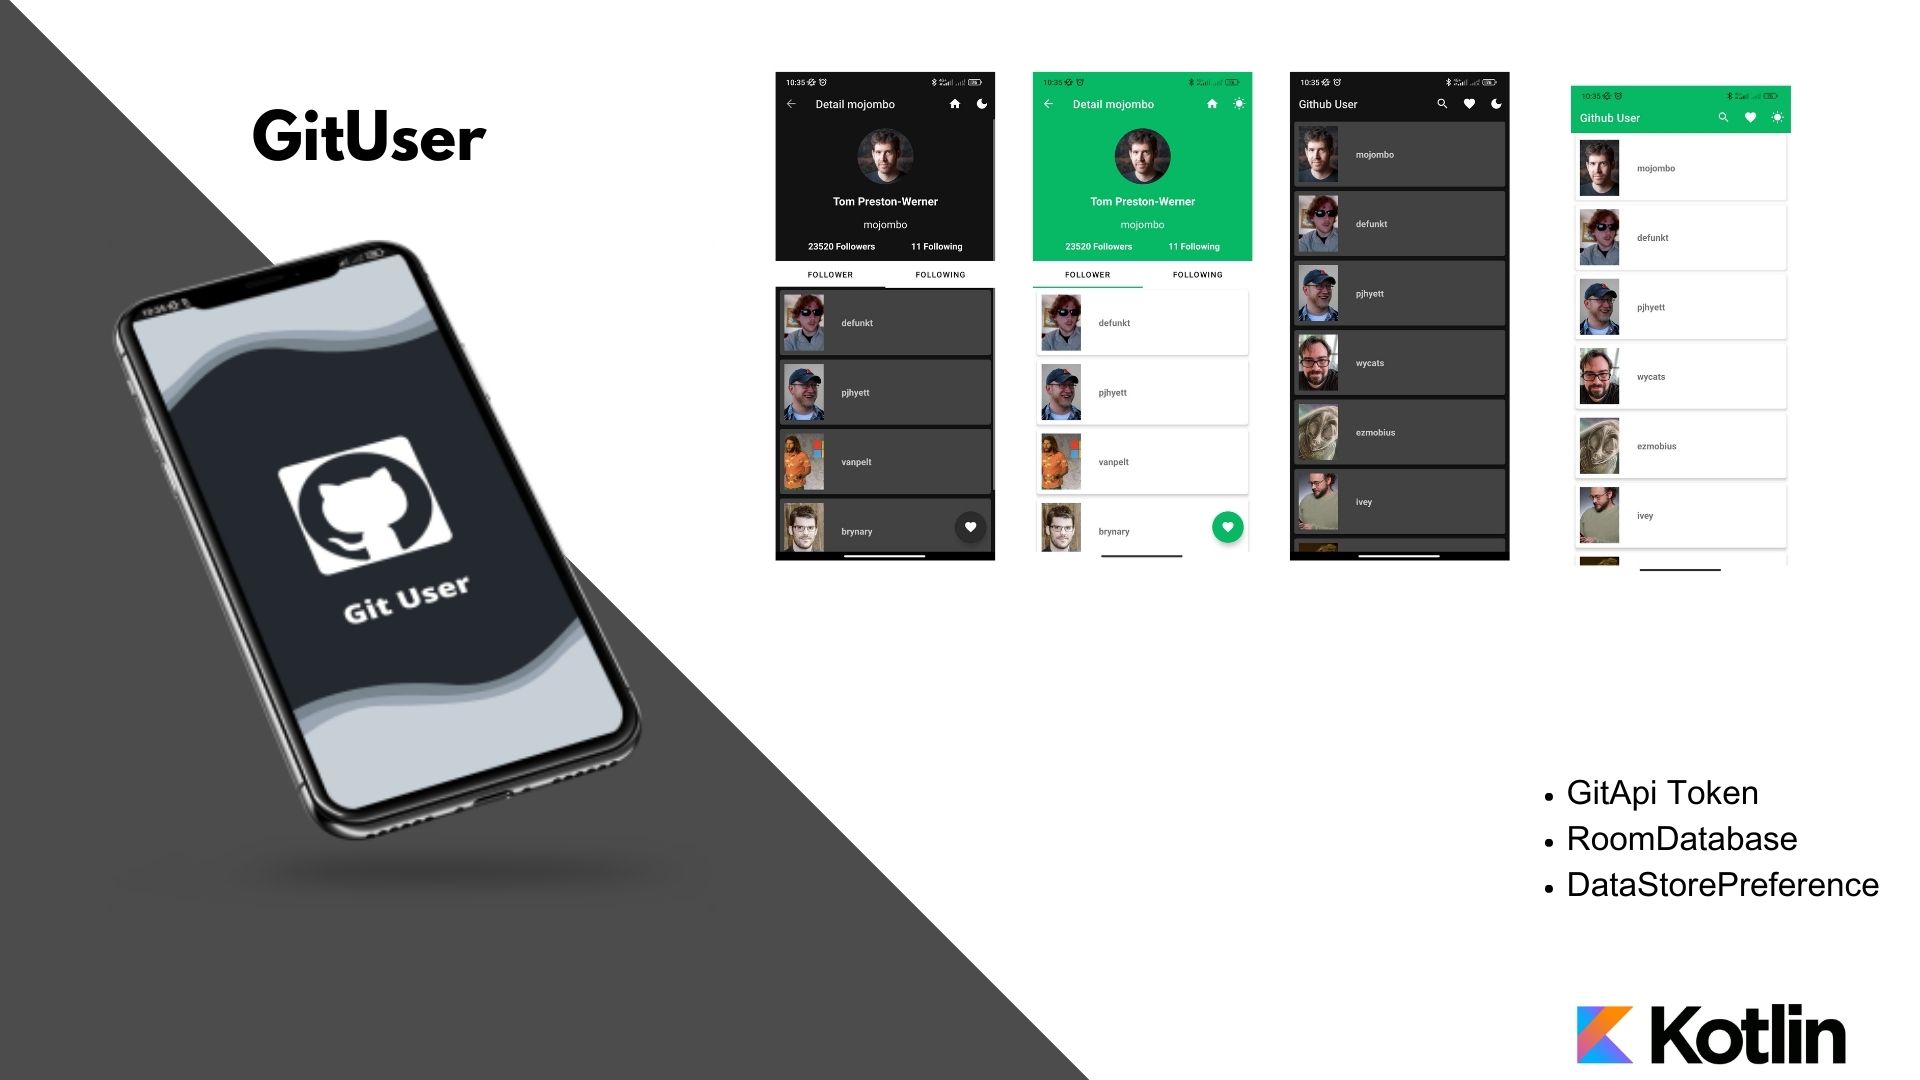 GitUser
10:35
Git User
10:35
Detail mojombo
Tom Preston-Werner
mojombo
23520 Followers 11 Following
FOLLOWER FOLLOWING
defunkt
pjhyett
vanpelt
brynary
10:35
Detail mojombo
Tom Preston-Werner
mojombo
23520 Followers 11 Following
FOLLOWER FOLLOWING
defunkt
pjhyett
vanpelt
brynary
10:35
Github User
mojombo
defunkt
pjhyett
wycats
ezmobius
ivey
10:35
Github User
mojombo
defunkt
pjhyett
wycats
ezmobius
ivey
• GitApi Token
• RoomDatabase
• DataStorePreference
Kotlin